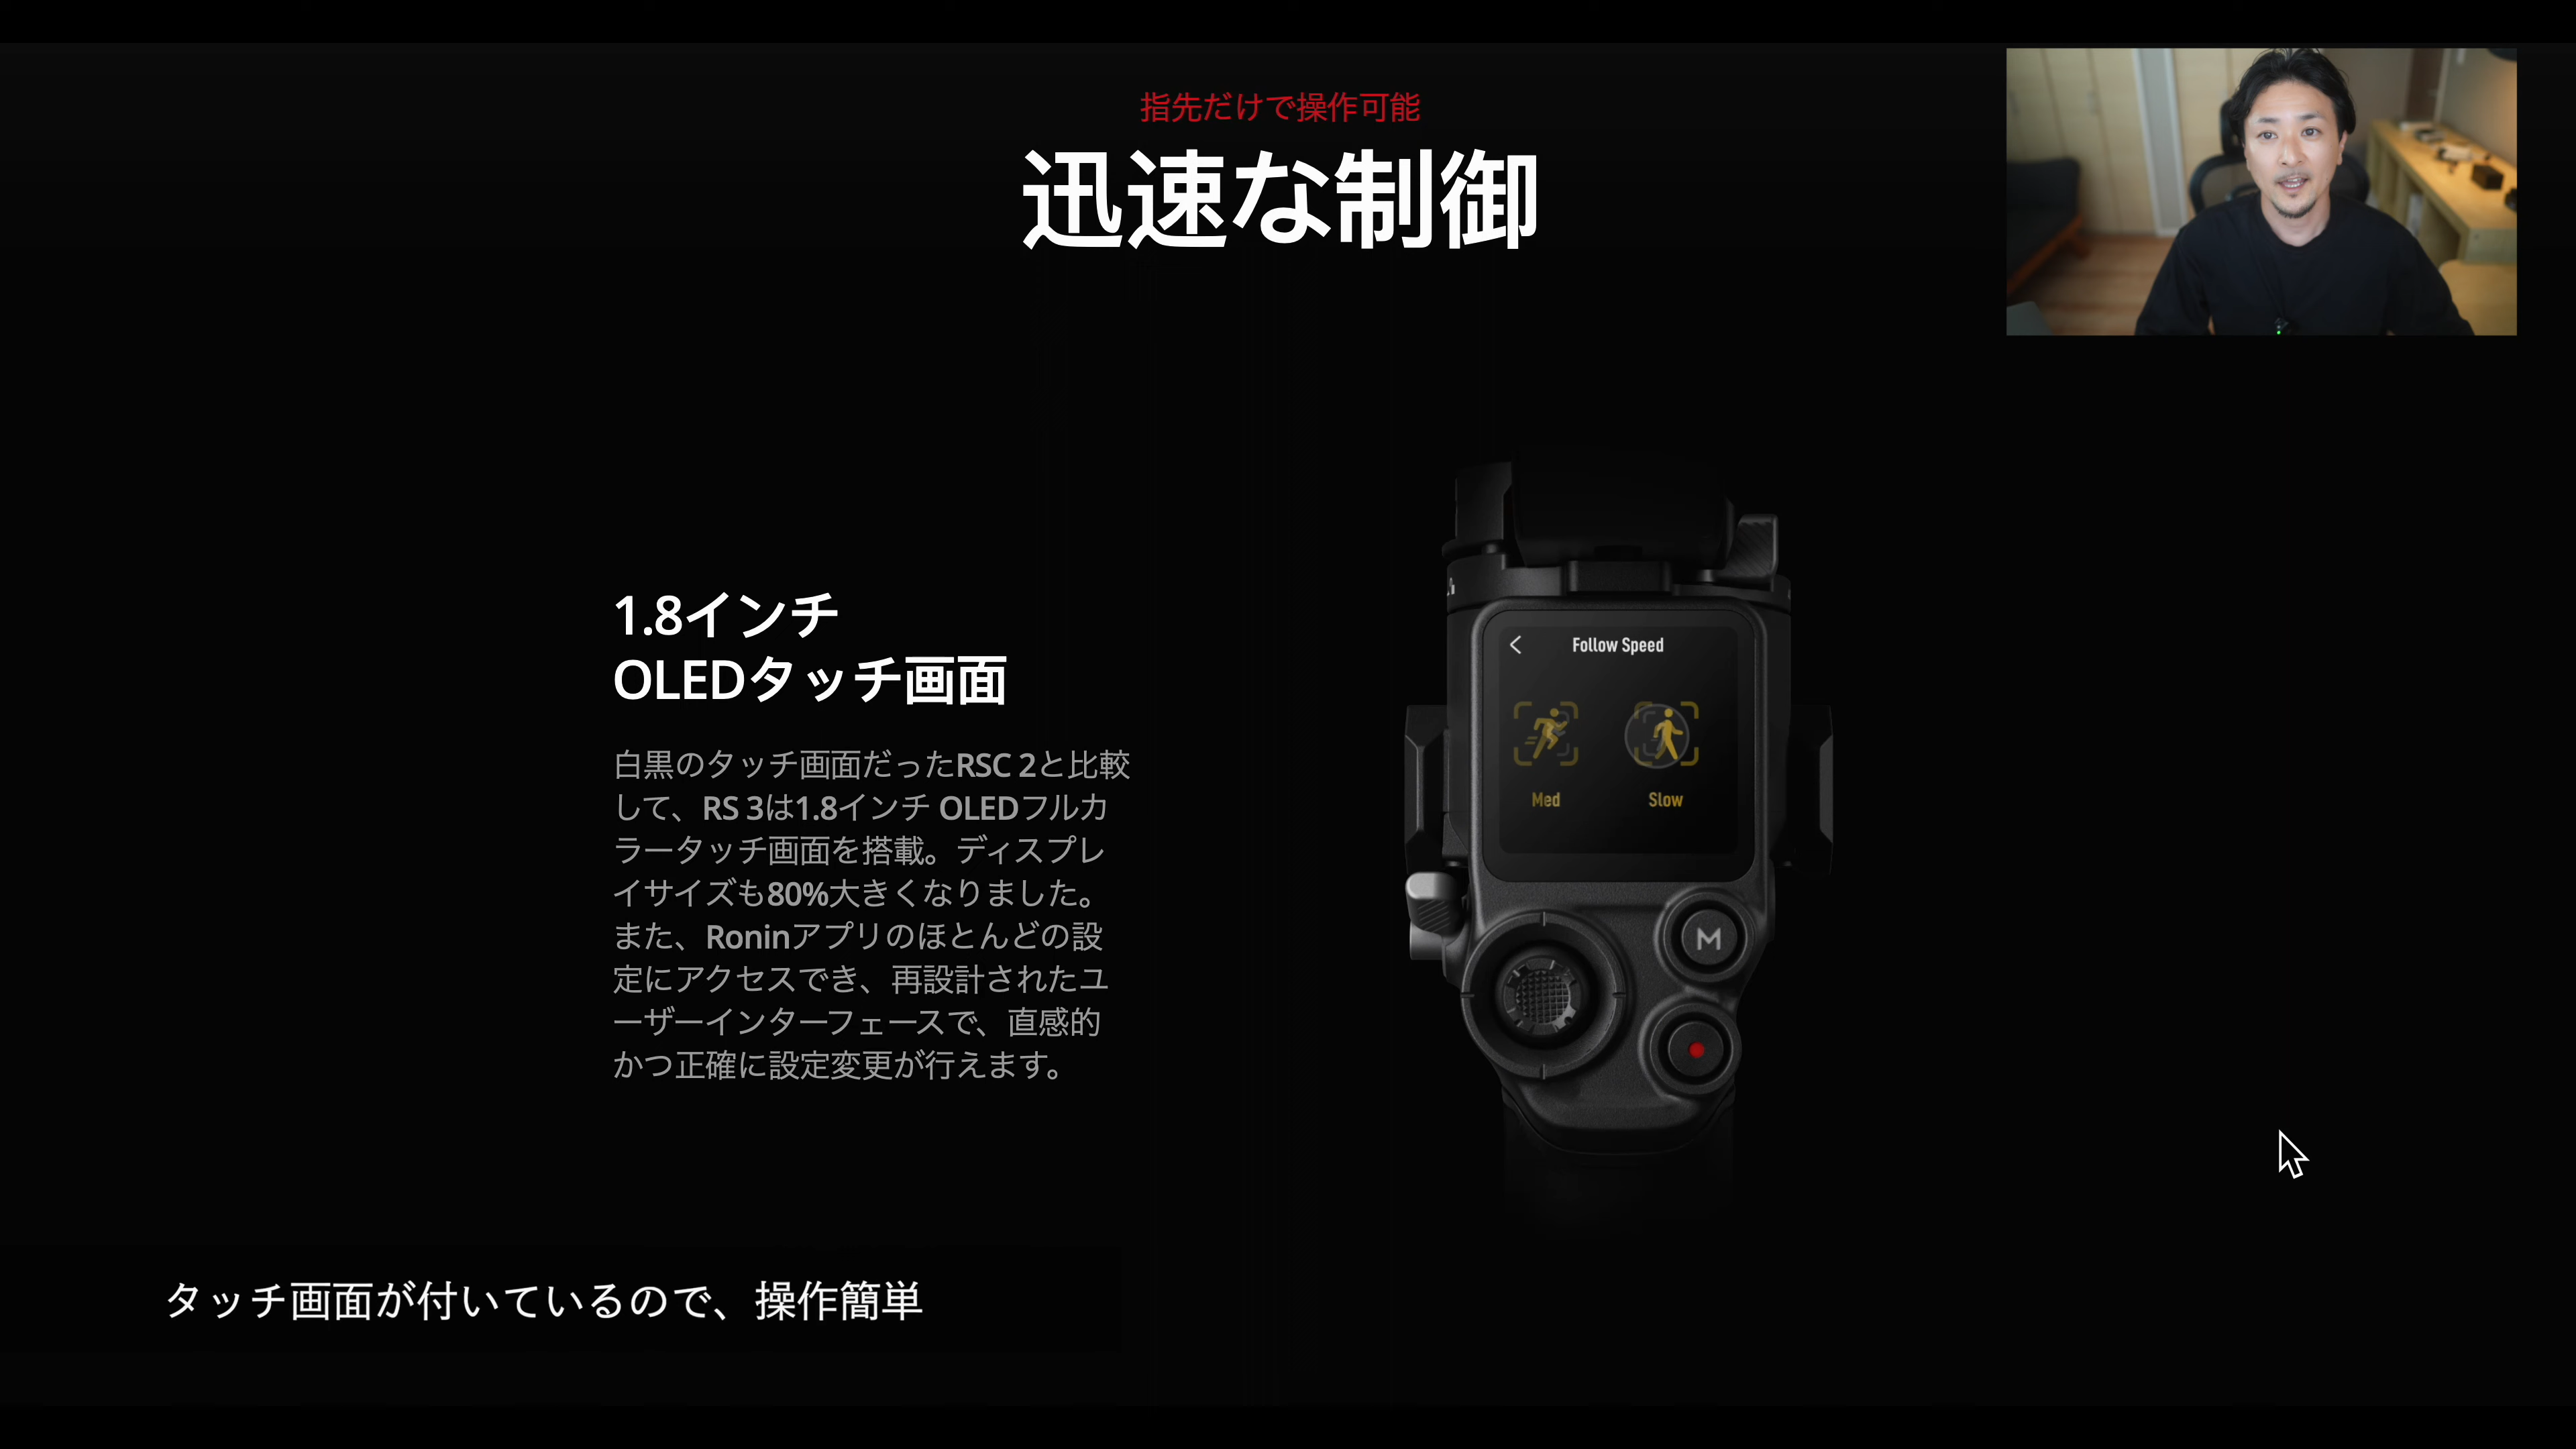 指先だけで操作可能
迅速な制御
1.8インチ
OLEDタッチ画面
白黒のタッチ画面だったRSC 2と比較
して、RS 3は1.8インチ OLEDフルカ
ラータッチ画面を搭載。ディスプレ
イサイズも80%大きくなりました。
また、Roninアプリのほとんどの設
定にアクセスでき、再設計されたユ
ーザーインターフェースで、直感的
かつ正確に設定変更が行えます。
Follow Speed
Med
Slow
M
タッチ画面が付いているので、操作簡単